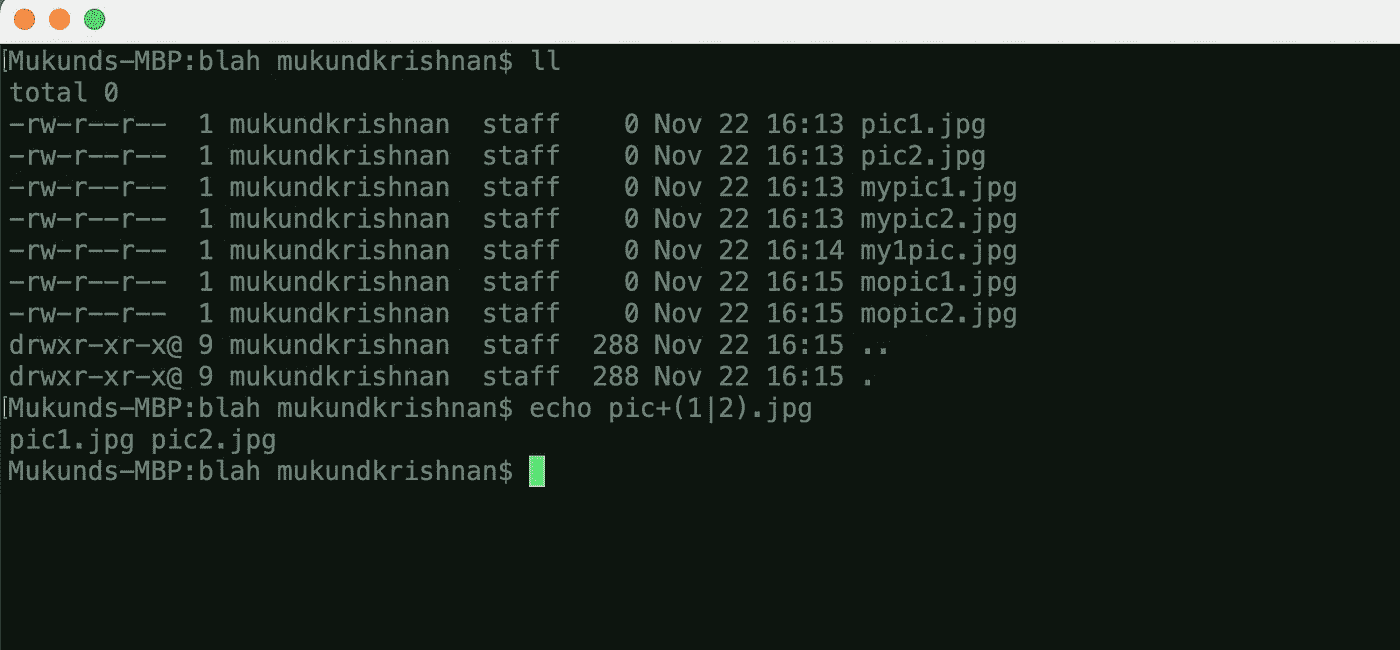 Mukunds-MBP:blah mukundkrishnan$ ll
total 0
-rw-r--r--  1 mukundkrishnan  staff    0 Nov 22 16:13 pic1.jpg
-rw-r--r--  1 mukundkrishnan  staff    0 Nov 22 16:13 pic2.jpg
-rw-r--r--  1 mukundkrishnan  staff    0 Nov 22 16:13 mypic1.jpg
-rw-r--r--  1 mukundkrishnan  staff    0 Nov 22 16:13 mypic2.jpg
-rw-r--r--  1 mukundkrishnan  staff    0 Nov 22 16:14 my1pic.jpg
-rw-r--r--  1 mukundkrishnan  staff    0 Nov 22 16:15 mopic1.jpg
-rw-r--r--  1 mukundkrishnan  staff    0 Nov 22 16:15 mopic2.jpg
drwxr-xr-x@ 9 mukundkrishnan  staff  288 Nov 22 16:15 ..
drwxr-xr-x@ 9 mukundkrishnan  staff  288 Nov 22 16:15 .
Mukunds-MBP:blah mukundkrishnan$ echo pic+(1|2).jpg
pic1.jpg pic2.jpg
Mukunds-MBP:blah mukundkrishnan$